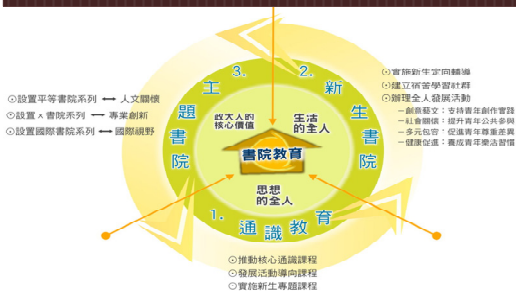 3. 主題書院
2. 新生書院
1. 通識教育
政大人的
核心價值
生活
的全人
書院教育
思想
的全人
⊙設置平等書院系列 ↔ 人文關懷
⊙設置 x 書院系列 ↔ 專業創新
⊙設置國際書院系列 ↔ 國際視野
⊙實施新生定向輔導
⊙建立宿舍學習社群
⊙辦理全人發展活動
–創意藝文：支持青年創作實踐
–社會關懷：提升青年公共參與
–多元包容：促進青年尊重差異
–健康促進：養成青年樂活習慣
⊙推動核心通識課程
⊙發展活動導向課程
⊙實施新生專題課程